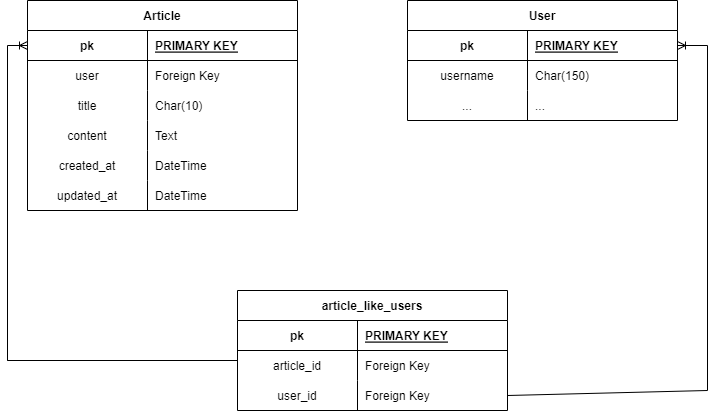 Article
pk PRIMARY KEY
user Foreign Key
title Char(10)
content Text
created_at DateTime
updated_at DateTime
User
pk PRIMARY KEY
username Char(150)
... ...
article_like_users
pk PRIMARY KEY
article_id Foreign Key
user_id Foreign Key